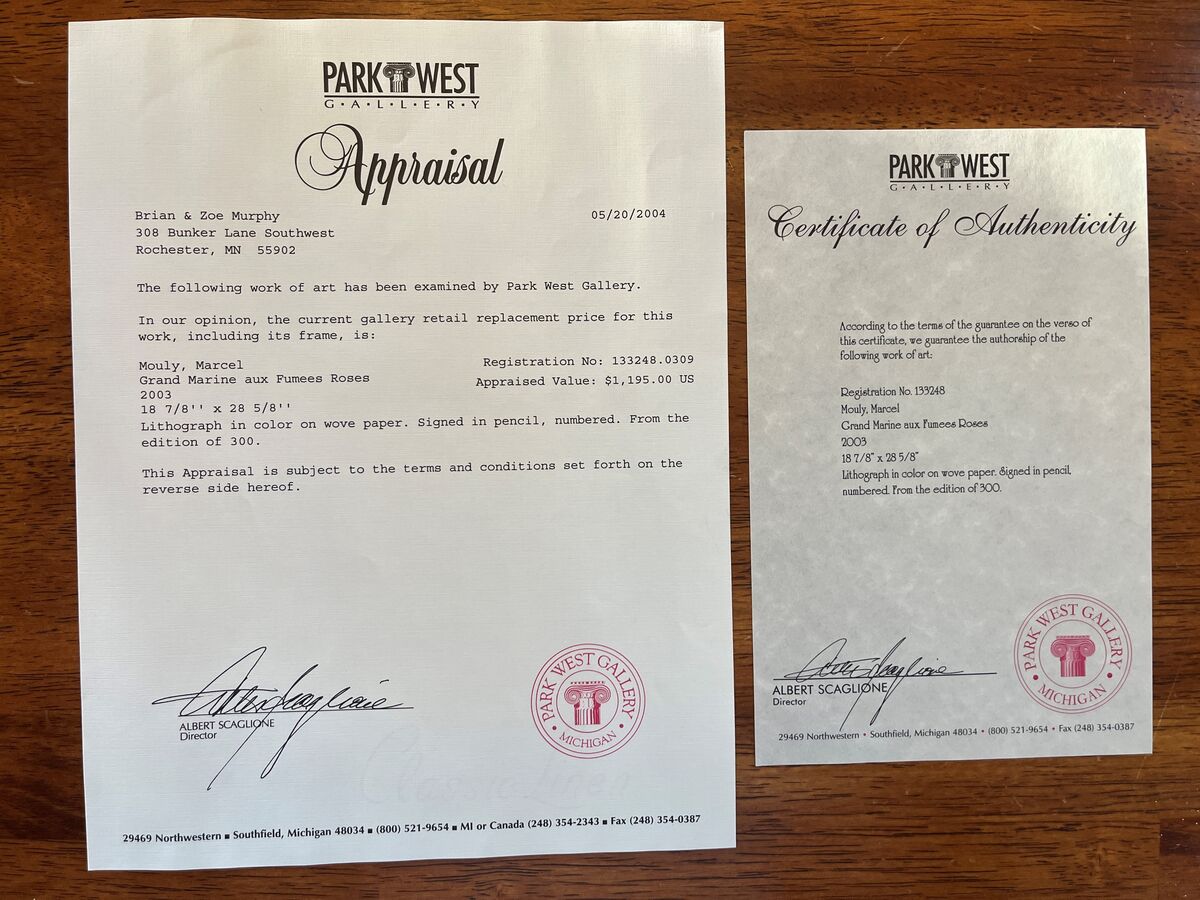 PARK WEST
G·A·L·L·E·R·Y
Appraisal
Brian & Zoe Murphy
05/20/2004
308 Bunker Lane Southwest
Rochester, MN 55902
The following work of art has been examined by Park West Gallery.
In our opinion, the current gallery retail replacement price for this
work, including its frame, is:
Mouly, Marcel
Registration No: 133248.0309
Grand Marine aux Fumees Roses
Appraised Value: $1,195.00 US
2003
18 7/8'' x 28 5/8''
Lithograph in color on wove paper. Signed in pencil, numbered. From the
edition of 300.
This Appraisal is subject to the terms and conditions set forth on the
reverse side hereof.
Albert Scaglione
ALBERT SCAGLIONE
Director
PARK WEST GALLERY
• MICHIGAN •
Classic Linen
29469 Northwestern ■ Southfield, Michigan 48034 ■ (800) 521-9654 ■ MI or Canada (248) 354-2343 ■ Fax (248) 354-0387
PARK WEST
G·A·L·L·E·R·Y
Certificate of Authenticity
According to the terms of the guarantee on the verso of
this certificate, we guarantee the authorship of the
following work of art:
Registration No. 133248
Mouly, Marcel
Grand Marine aux Fumees Roses
2003
18 7/8" x 28 5/8"
Lithograph in color on wove paper. Signed in pencil,
numbered. From the edition of 300.
Albert Scaglione
ALBERT SCAGLIONE
Director
PARK WEST GALLERY
• MICHIGAN •
29469 Northwestern • Southfield, Michigan 48034 • (800) 521-9654 • Fax (248) 354-0387